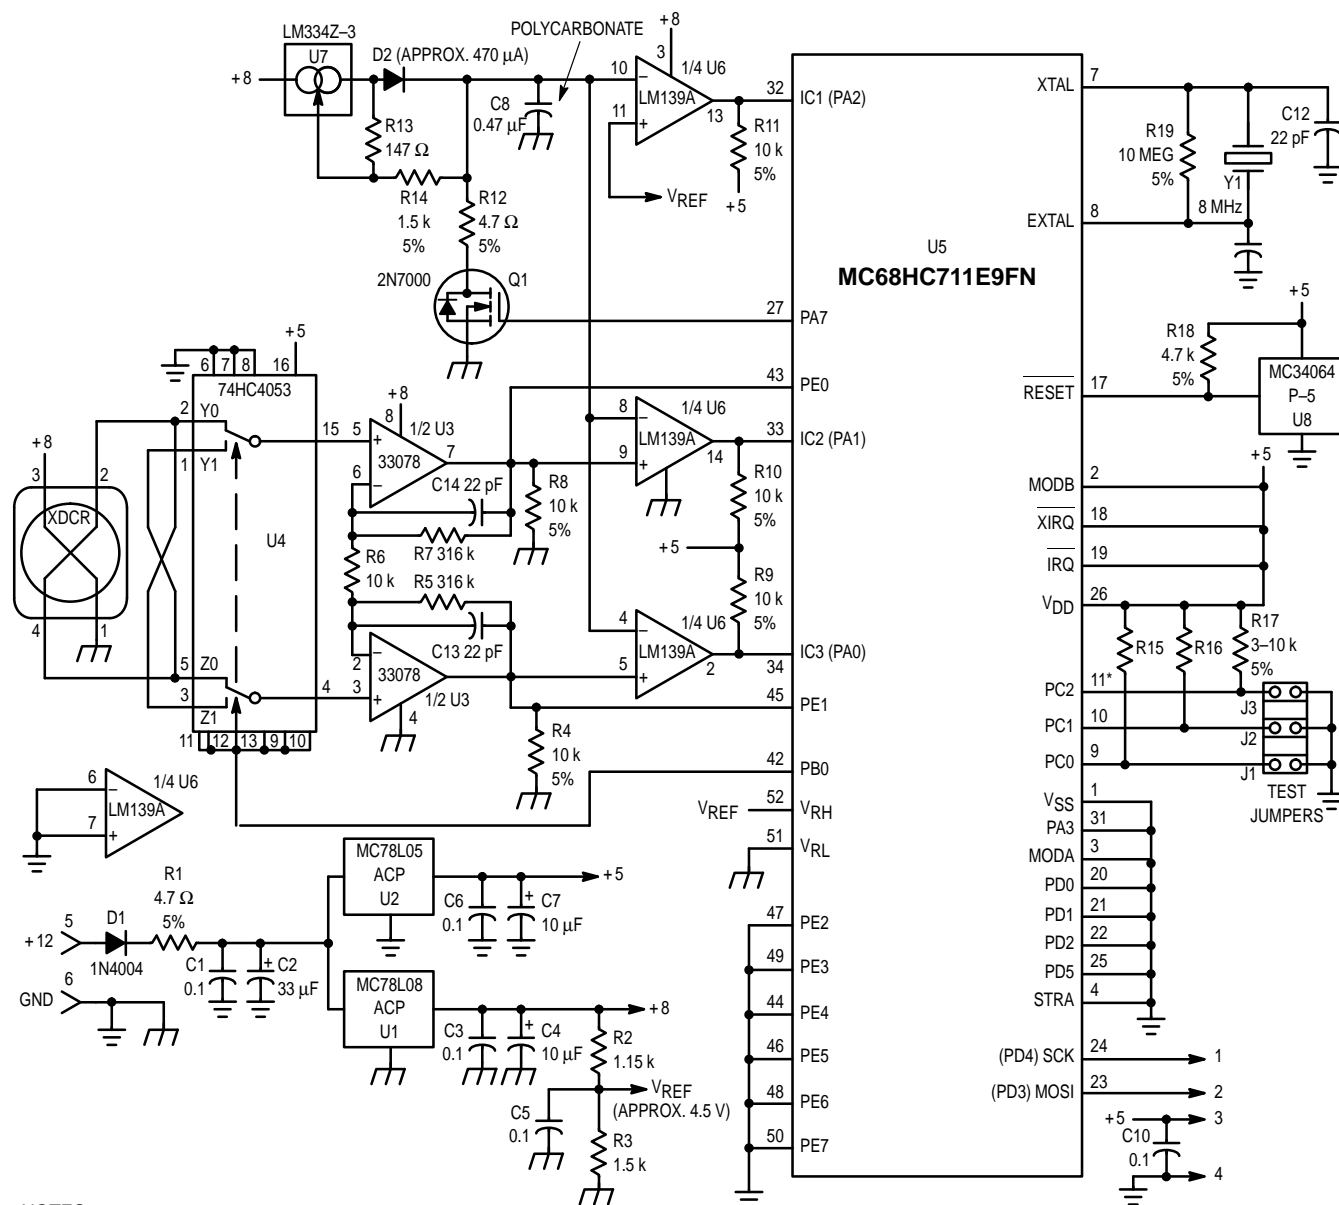 LM334Z–3
U7
+8
D2 (APPROX. 470 µA)
POLYCARBONATE
C8
0.47 µF
R13
147 Ω
R14
1.5 k
5%
R12
4.7 Ω
5%
2N7000
Q1
+8
3
1/4 U6
10
–
LM139A
11
+
13
VREF
R11
10 k
5%
+5
32
IC1 (PA2)
27
PA7
43
PE0
33
IC2 (PA1)
IC3 (PA0)
34
45
PE1
42
PB0
VREF
52
VRH
51
VRL
47
PE2
49
PE3
44
PE4
46
PE5
48
PE6
50
PE7
U5
MC68HC711E9FN
XTAL
7
R19
10 MEG
5%
Y1
8 MHz
C12
22 pF
EXTAL
8
+5
R18
4.7 k
5%
MC34064
P–5
U8
RESET
17
+5
MODB
2
XIRQ
18
IRQ
19
VDD
26
R15
R16
R17
3–10 k
5%
PC2
11*
J3
PC1
10
J2
PC0
9
J1
TEST
JUMPERS
VSS
1
PA3
31
MODA
3
PD0
20
PD1
21
PD2
22
PD5
25
STRA
4
(PD4) SCK
24
1
(PD3) MOSI
23
2
+5
3
C10
0.1
4
+5
6
7
8
16
74HC4053
2
Y0
1
Y1
15
U4
5
Z0
3
Z1
4
11
12
13
9
10
+8
3
2
XDCR
4
1
+8
8
1/2 U3
5
+
33078
6
–
7
C14 22 pF
R7 316 k
R6
10 k
R5 316 k
C13 22 pF
2
–
33078
3
+
1
1/2 U3
4
R8
10 k
5%
R4
10 k
5%
8
–
1/4 U6
LM139A
9
+
14
R10
10 k
5%
+5
R9
10 k
5%
4
–
1/4 U6
LM139A
5
+
2
6
–
1/4 U6
LM139A
7
+
+12
5
D1
1N4004
R1
4.7 Ω
5%
GND
6
C1
0.1
+
C2
33 µF
MC78L05
ACP
U2
C6
0.1
+
C7
10 µF
+5
MC78L08
ACP
U1
C3
0.1
+
C4
10 µF
+8
R2
1.15 k
VREF
(APPROX. 4.5 V)
C5
0.1
R3
1.5 k